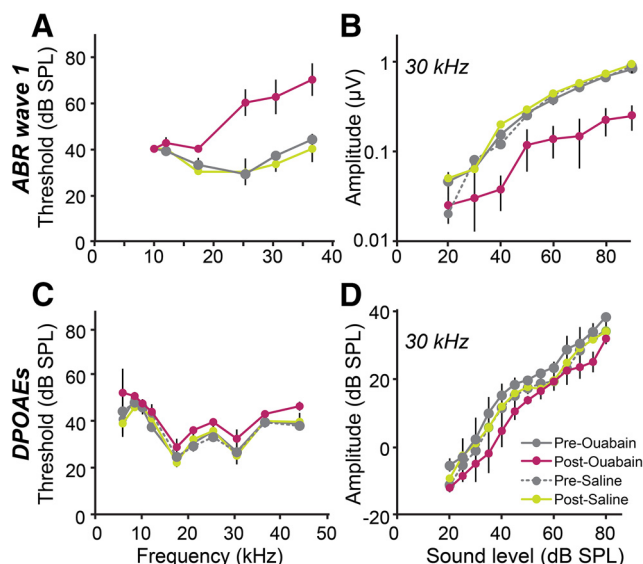 A
B
ABR wave 1
Threshold (dB SPL)
80
60
40
20
0
0 10 20 30 40
30 kHz
Amplitude (µV)
1
0.1
0.01
0 20 40 60 80
C
D
DPOAEs
Threshold (dB SPL)
80
60
40
20
0
0 10 20 30 40 50
Frequency (kHz)
30 kHz
Amplitude (dB SPL)
40
20
0
-20
0 20 40 60 80
Sound level (dB SPL)
Pre-Ouabain
Post-Ouabain
Pre-Saline
Post-Saline